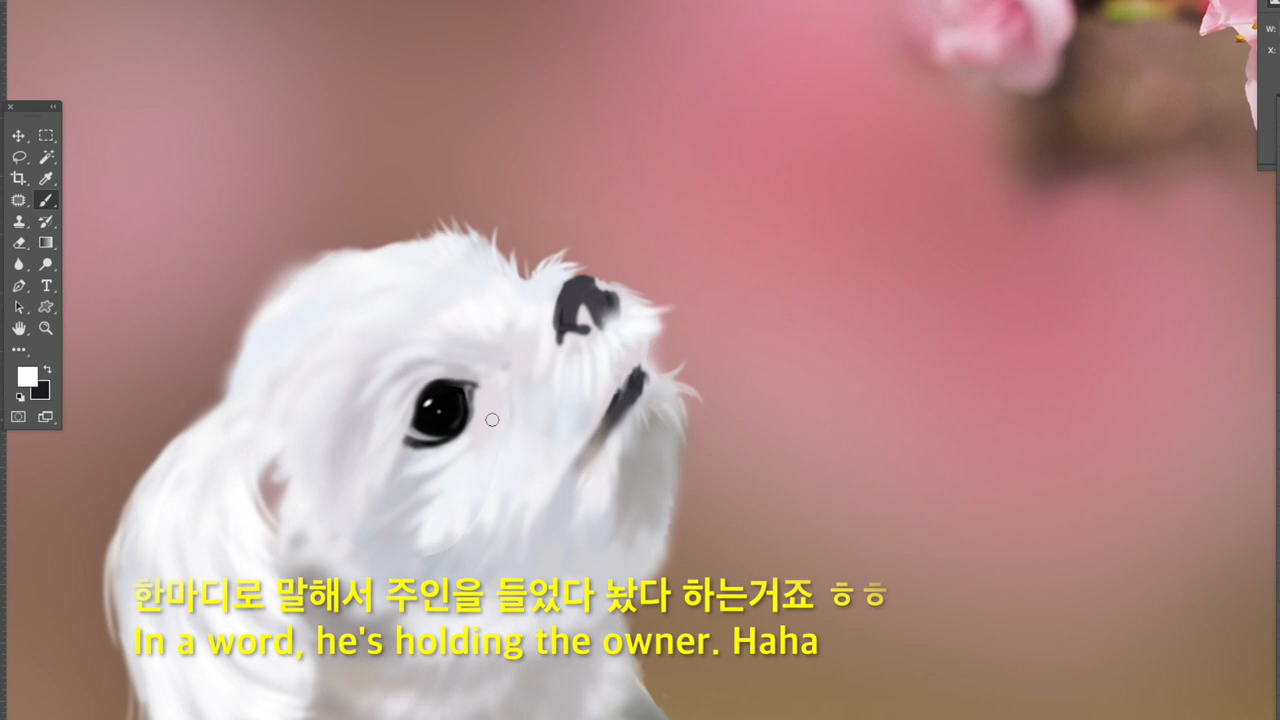 W:
X:
한마디로 말해서 주인을 들었다 놨다 하는거죠 ㅎㅎ
In a word, he's holding the owner. Haha